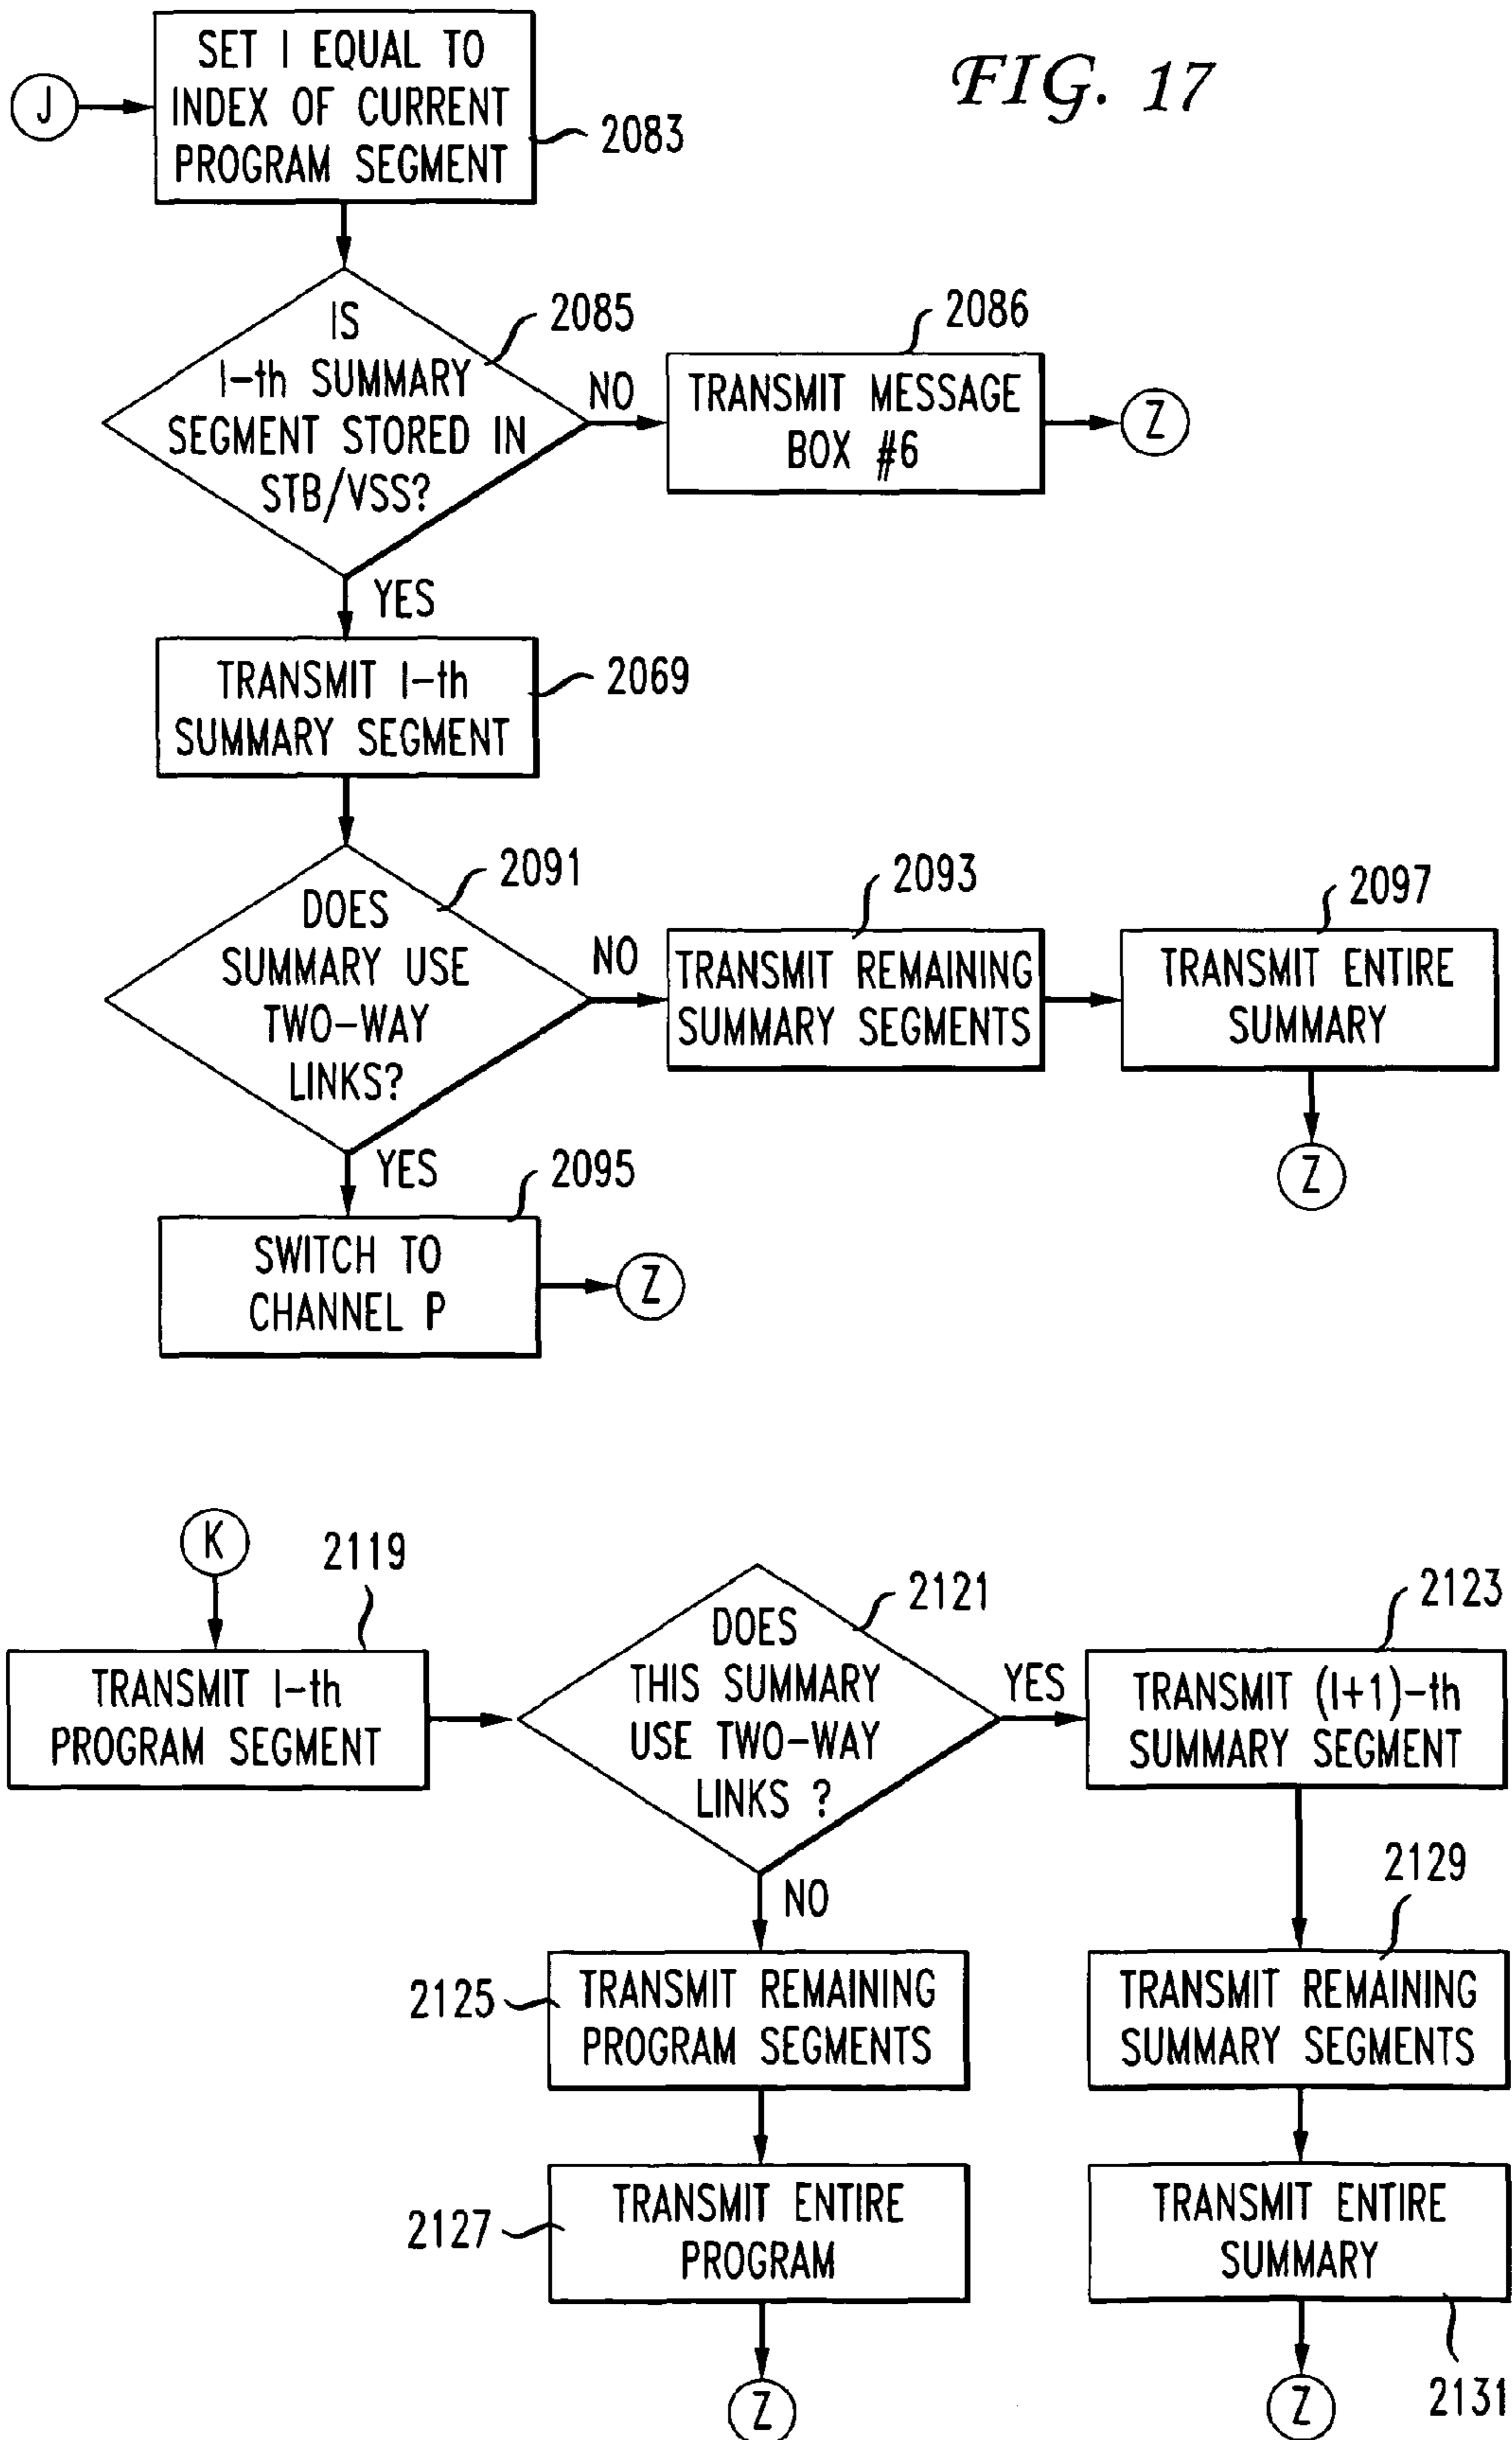 FIG. 17
J
SET I EQUAL TO
INDEX OF CURRENT
PROGRAM SEGMENT
2083
IS
I-th SUMMARY
SEGMENT STORED IN
STB/VSS?
2085
NO
2086
TRANSMIT MESSAGE
BOX #6
Z
YES
TRANSMIT I-th
SUMMARY SEGMENT
2069
DOES
SUMMARY USE
TWO-WAY
LINKS?
2091
NO
2093
TRANSMIT REMAINING
SUMMARY SEGMENTS
2097
TRANSMIT ENTIRE
SUMMARY
Z
YES
2095
SWITCH TO
CHANNEL P
Z
K
2119
TRANSMIT I-th
PROGRAM SEGMENT
DOES
THIS SUMMARY
USE TWO-WAY
LINKS ?
2121
YES
2123
TRANSMIT (I+1)-th
SUMMARY SEGMENT
NO
2125
TRANSMIT REMAINING
PROGRAM SEGMENTS
2129
TRANSMIT REMAINING
SUMMARY SEGMENTS
2127
TRANSMIT ENTIRE
PROGRAM
TRANSMIT ENTIRE
SUMMARY
2131
Z
Z